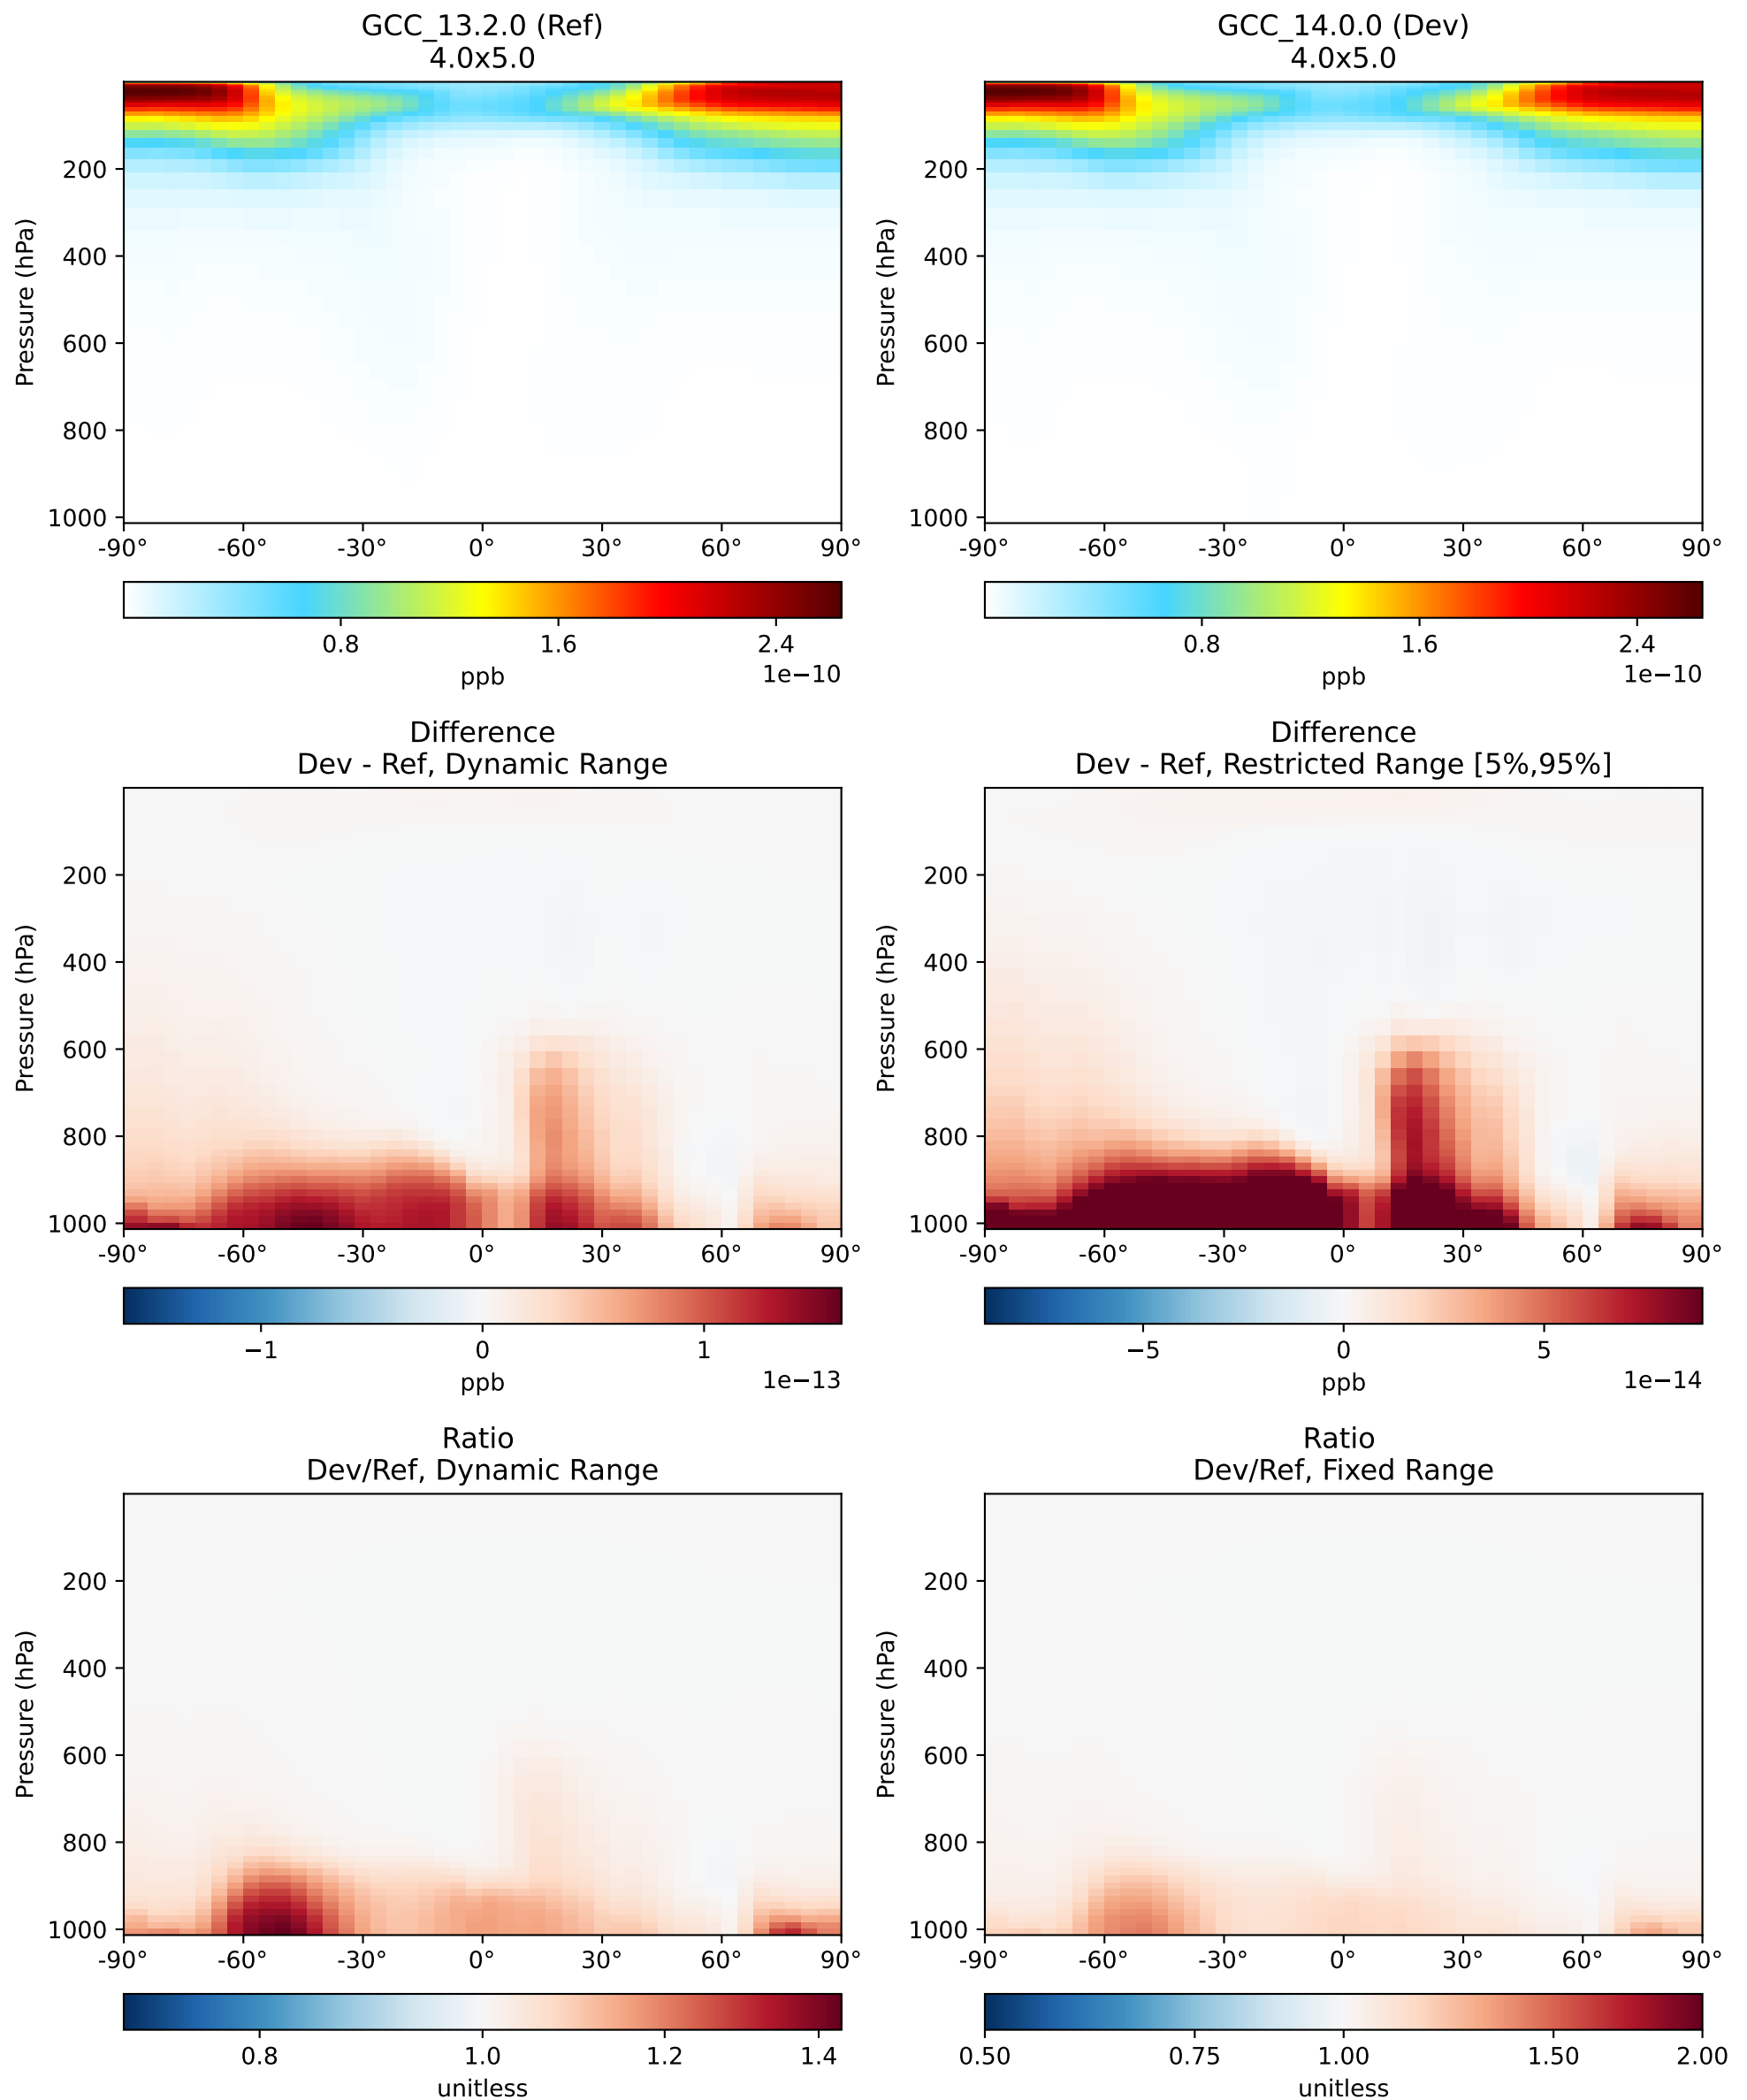 GCC_13.2.0 (Ref)
4.0x5.0
GCC_14.0.0 (Dev)
4.0x5.0
Pressure (hPa)
200
400
600
800
1000
-90° -60° -30° 0° 30° 60° 90°
0.8 1.6 2.4
ppb
1e−10
Pressure (hPa)
200
400
600
800
1000
-90° -60° -30° 0° 30° 60° 90°
0.8 1.6 2.4
ppb
1e−10
Difference
Dev - Ref, Dynamic Range
Difference
Dev - Ref, Restricted Range [5%,95%]
Pressure (hPa)
200
400
600
800
1000
-90° -60° -30° 0° 30° 60° 90°
−1 0 1
ppb
1e−13
Pressure (hPa)
200
400
600
800
1000
-90° -60° -30° 0° 30° 60° 90°
−5 0 5
ppb
1e−14
Ratio
Dev/Ref, Dynamic Range
Ratio
Dev/Ref, Fixed Range
Pressure (hPa)
200
400
600
800
1000
-90° -60° -30° 0° 30° 60° 90°
0.8 1.0 1.2 1.4
unitless
Pressure (hPa)
200
400
600
800
1000
-90° -60° -30° 0° 30° 60° 90°
0.50 0.75 1.00 1.50 2.00
unitless